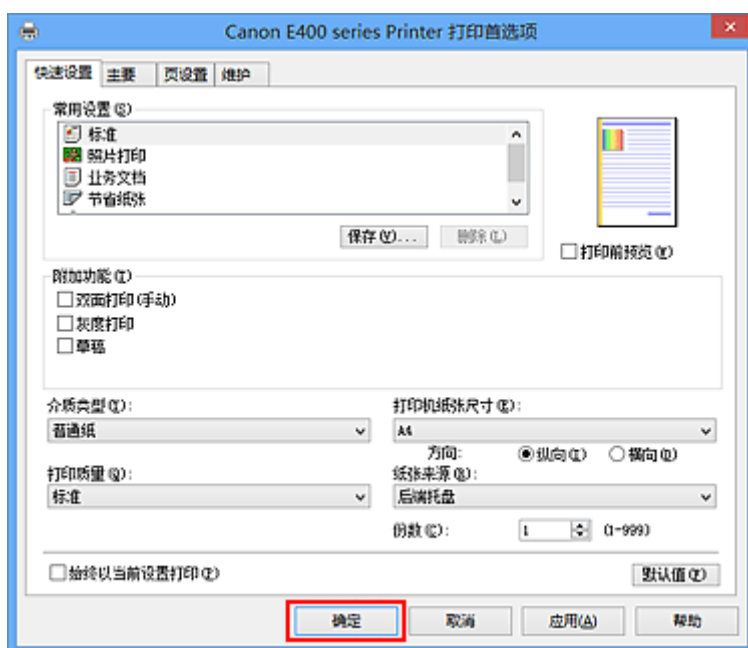 Canon E400 series Printer 打印首选项
快速设置 主要 页设置 维护
常用设置(S)
标准
照片打印
业务文档
节省纸张
保存(V)... 删除(L)
打印前预览(W)
附加功能(T)
双面打印(手动)
灰度打印
草稿
介质类型(Y): 打印机纸张尺寸(E):
普通纸 A4
方向: 纵向(I) 横向(D)
打印质量(Q): 纸张来源(R):
标准 后端托盘
份数(C): 1 (1-999)
始终以当前设置打印(P) 默认值(F)
确定 取消 应用(A) 帮助